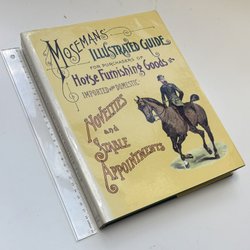 MOSEMAN'S
ILLUSTRATED GUIDE
FOR PURCHASERS OF
Horse Furnishing Goods
IMPORTED AND DOMESTIC
NOVELTIES
and
STABLE
APPOINTMENTS